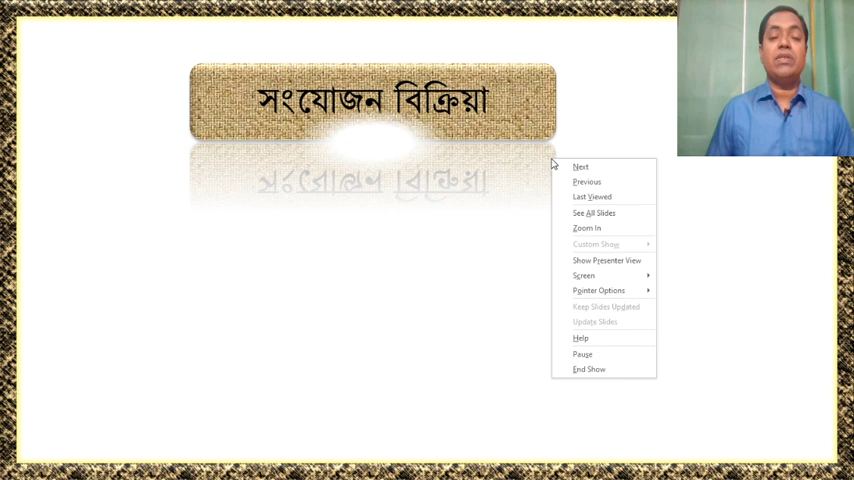 সংযোজন বিক্রিয়া
Next
Previous
Last Viewed
See All Slides
Zoom In
Custom Show
Show Presenter View
Screen
Pointer Options
Keep Slides Updated
Update Slides
Help
Pause
End Show